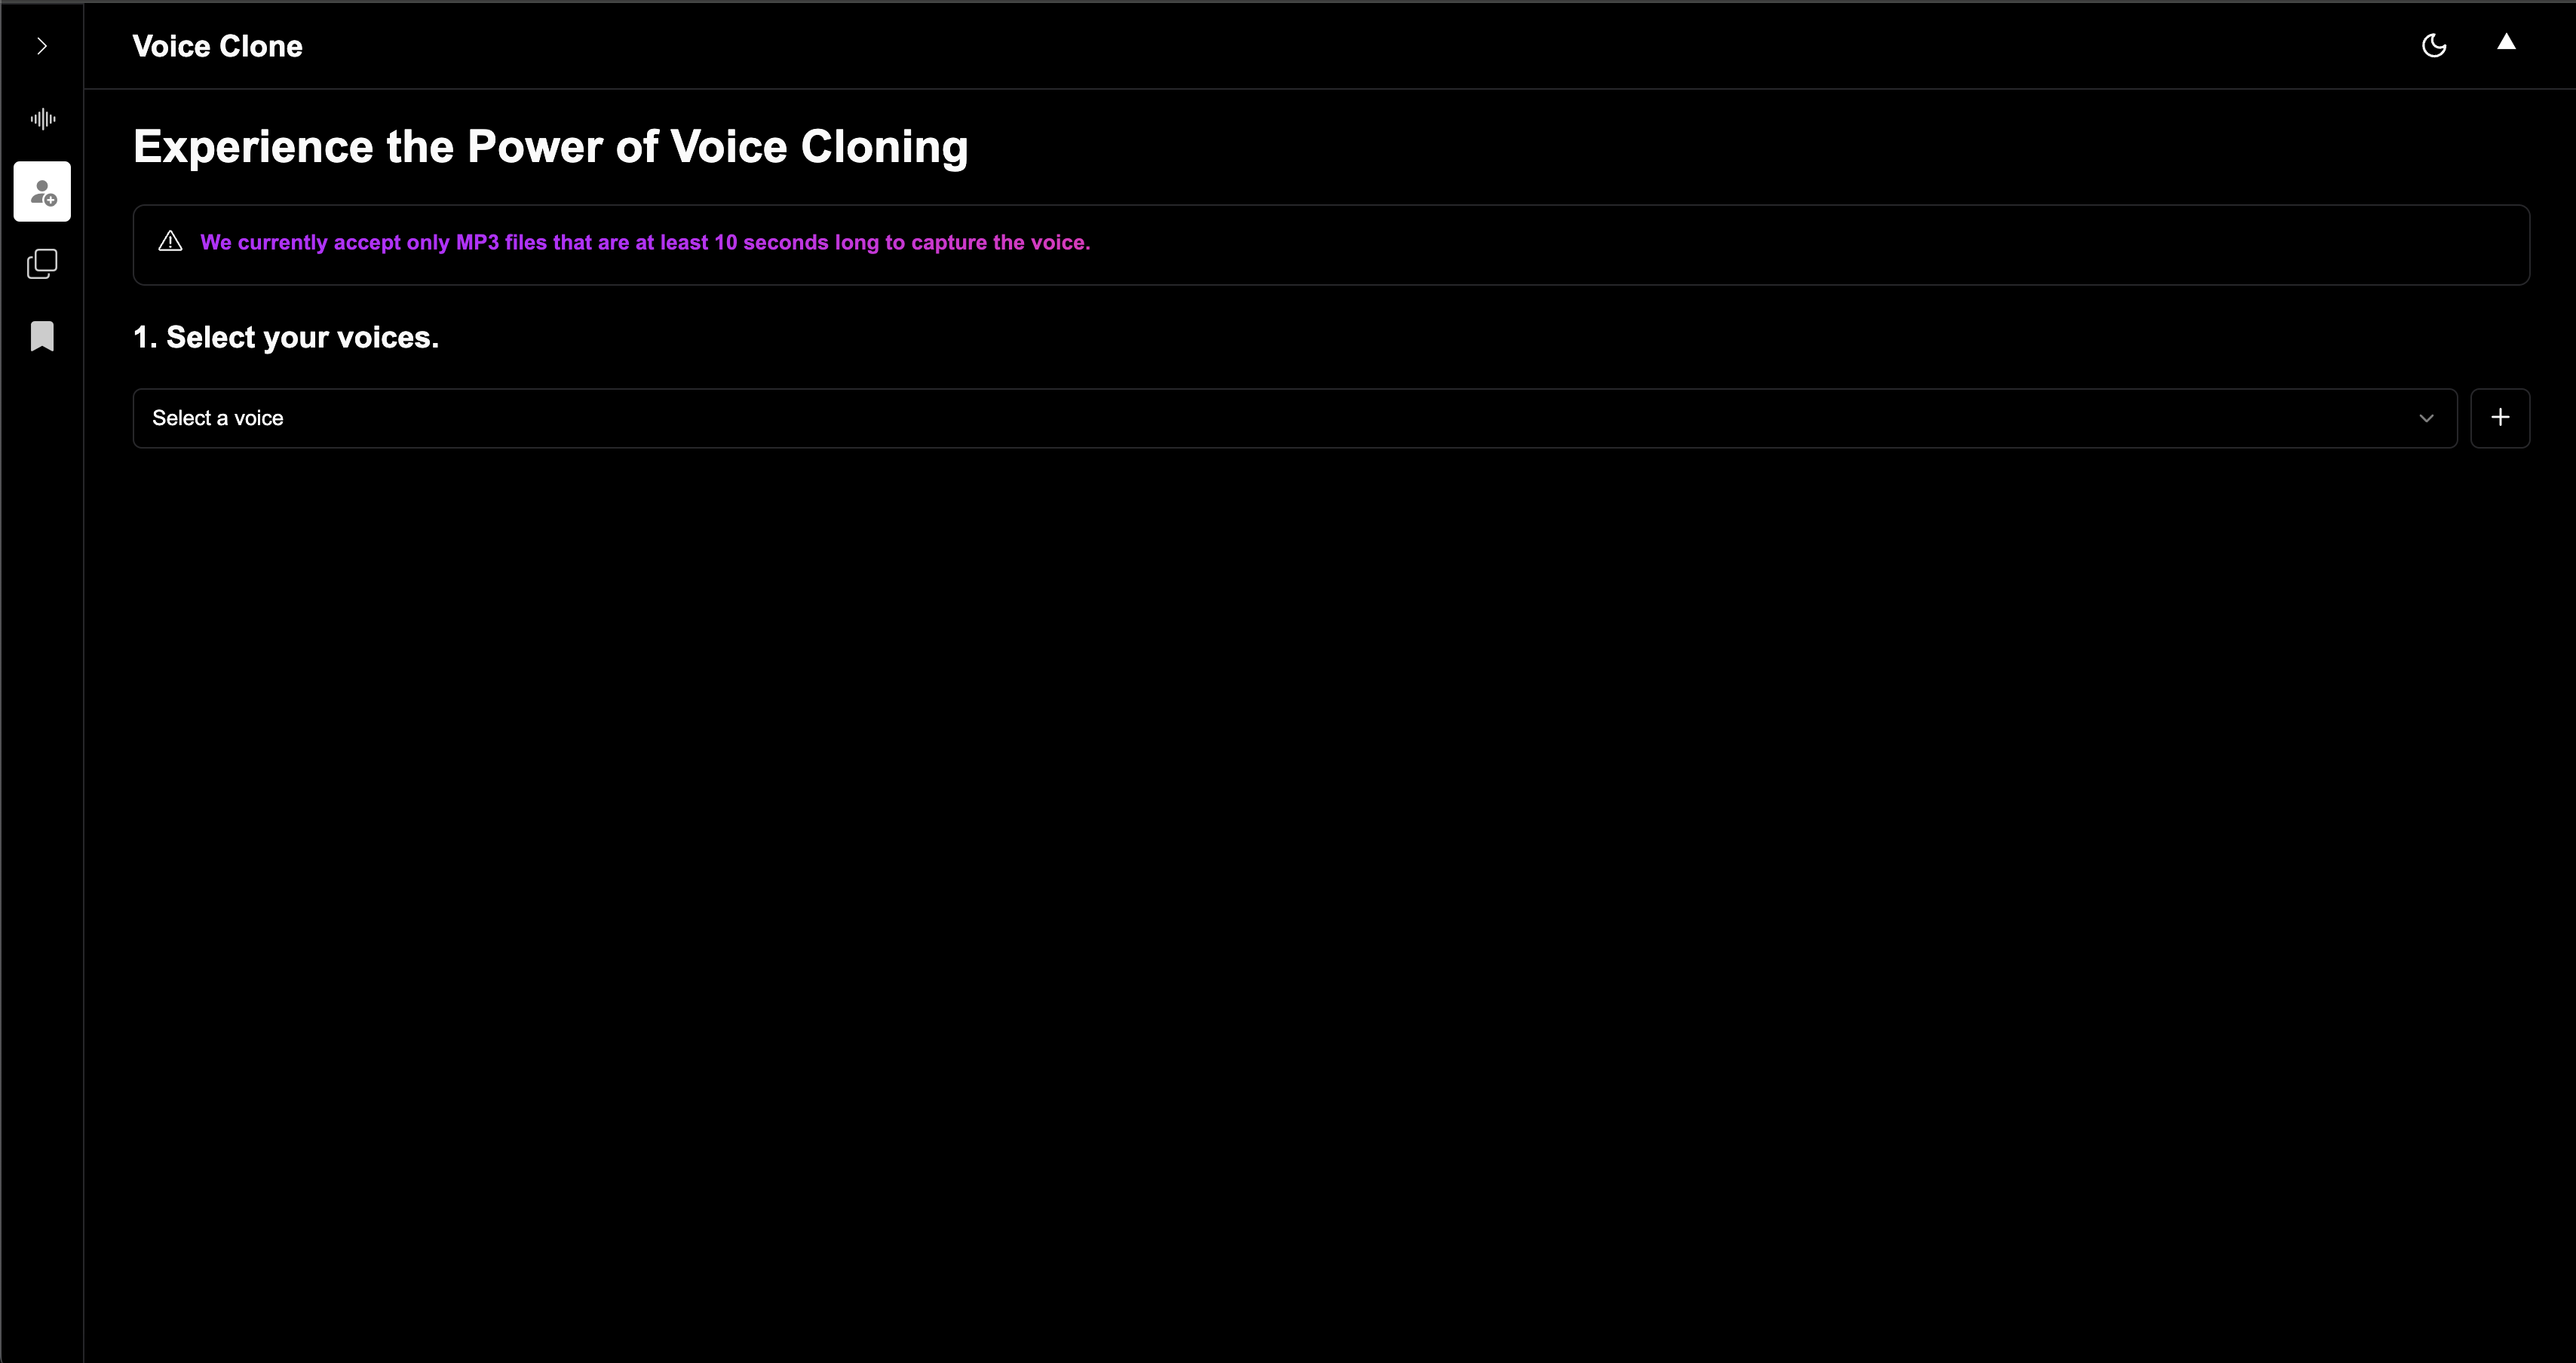 Voice Clone
Experience the Power of Voice Cloning
We currently accept only MP3 files that are at least 10 seconds long to capture the voice.
1. Select your voices.
Select a voice